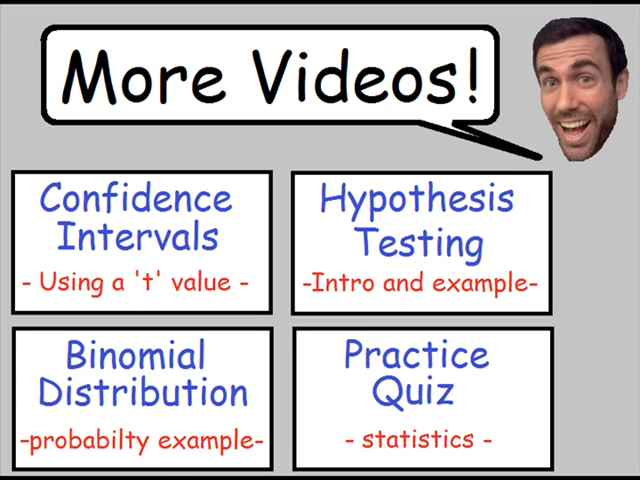 More Videos!
Confidence
Intervals
- Using a 't' value -
Hypothesis
Testing
-Intro and example-
Binomial
Distribution
-probabilty example-
Practice
Quiz
- statistics -